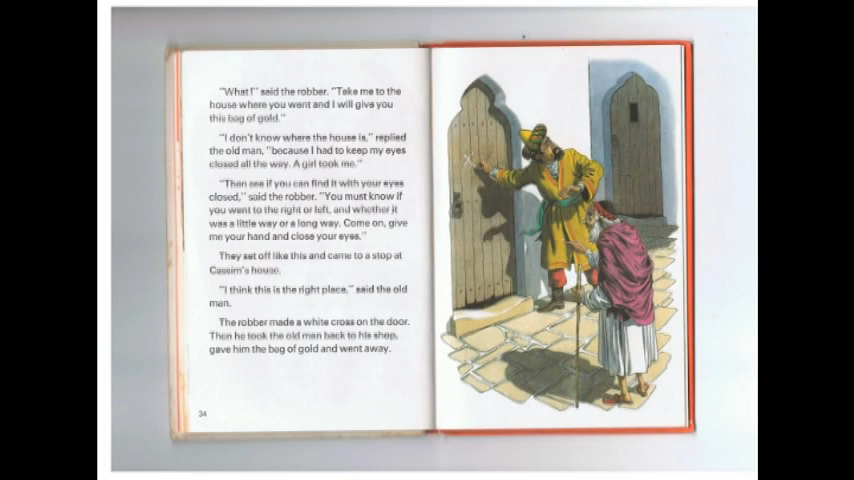 "What!" said the robber. "Take me to the
house where you went and I will give you
this bag of gold."
"I don't know where the house is," replied
the old man, "because I had to keep my eyes
closed all the way. A girl took me."
"Then see if you can find it with your eyes
closed," said the robber. "You must know if
you went to the right or left, and whether it
was a little way or a long way. Come on, give
me your hand and close your eyes."
They set off like this and came to a stop at
Cassim's house.
"I think this is the right place," said the old
man.
The robber made a white cross on the door.
Then he took the old man back to his shop,
gave him the bag of gold and went away.
34